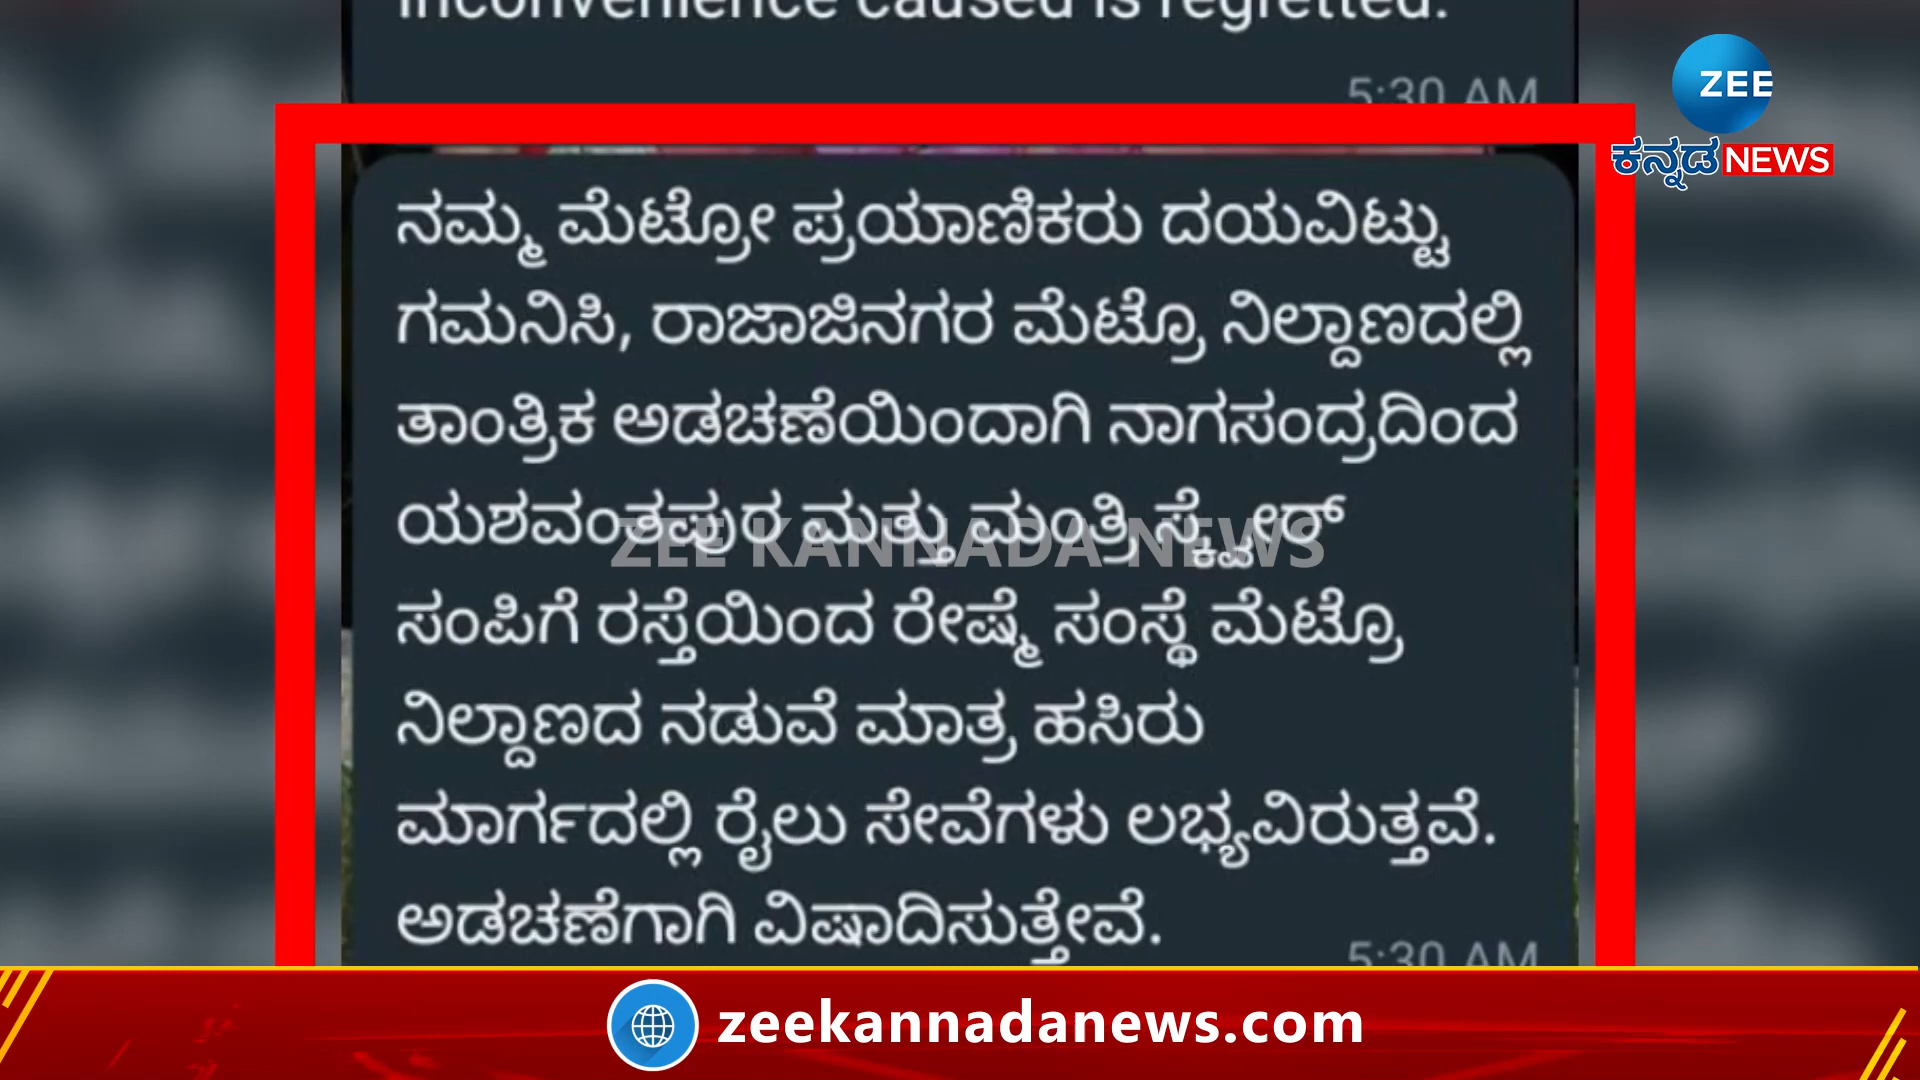 inconvenience caused is regretted.
5:30 AM
ZEE
ಕನ್ನಡ NEWS
ನಮ್ಮ ಮೆಟ್ರೋ ಪ್ರಯಾಣಿಕರು ದಯವಿಟ್ಟು
ಗಮನಿಸಿ, ರಾಜಾಜಿನಗರ ಮೆಟ್ರೊ ನಿಲ್ದಾಣದಲ್ಲಿ
ತಾಂತ್ರಿಕ ಅಡಚಣೆಯಿಂದಾಗಿ ನಾಗಸಂದ್ರದಿಂದ
ಯಶವಂತಪುರ ಮತ್ತು ಮಂತ್ರಿ ಸ್ಕ್ವೇರ್
ZEE KANNADA NEWS
ಸಂಪಿಗೆ ರಸ್ತೆಯಿಂದ ರೇಷ್ಮೆ ಸಂಸ್ಥೆ ಮೆಟ್ರೊ
ನಿಲ್ದಾಣದ ನಡುವೆ ಮಾತ್ರ ಹಸಿರು
ಮಾರ್ಗದಲ್ಲಿ ರೈಲು ಸೇವೆಗಳು ಲಭ್ಯವಿರುತ್ತವೆ.
ಅಡಚಣೆಗಾಗಿ ವಿಷಾದಿಸುತ್ತೇವೆ.
5:30 AM
zeekannadanews.com